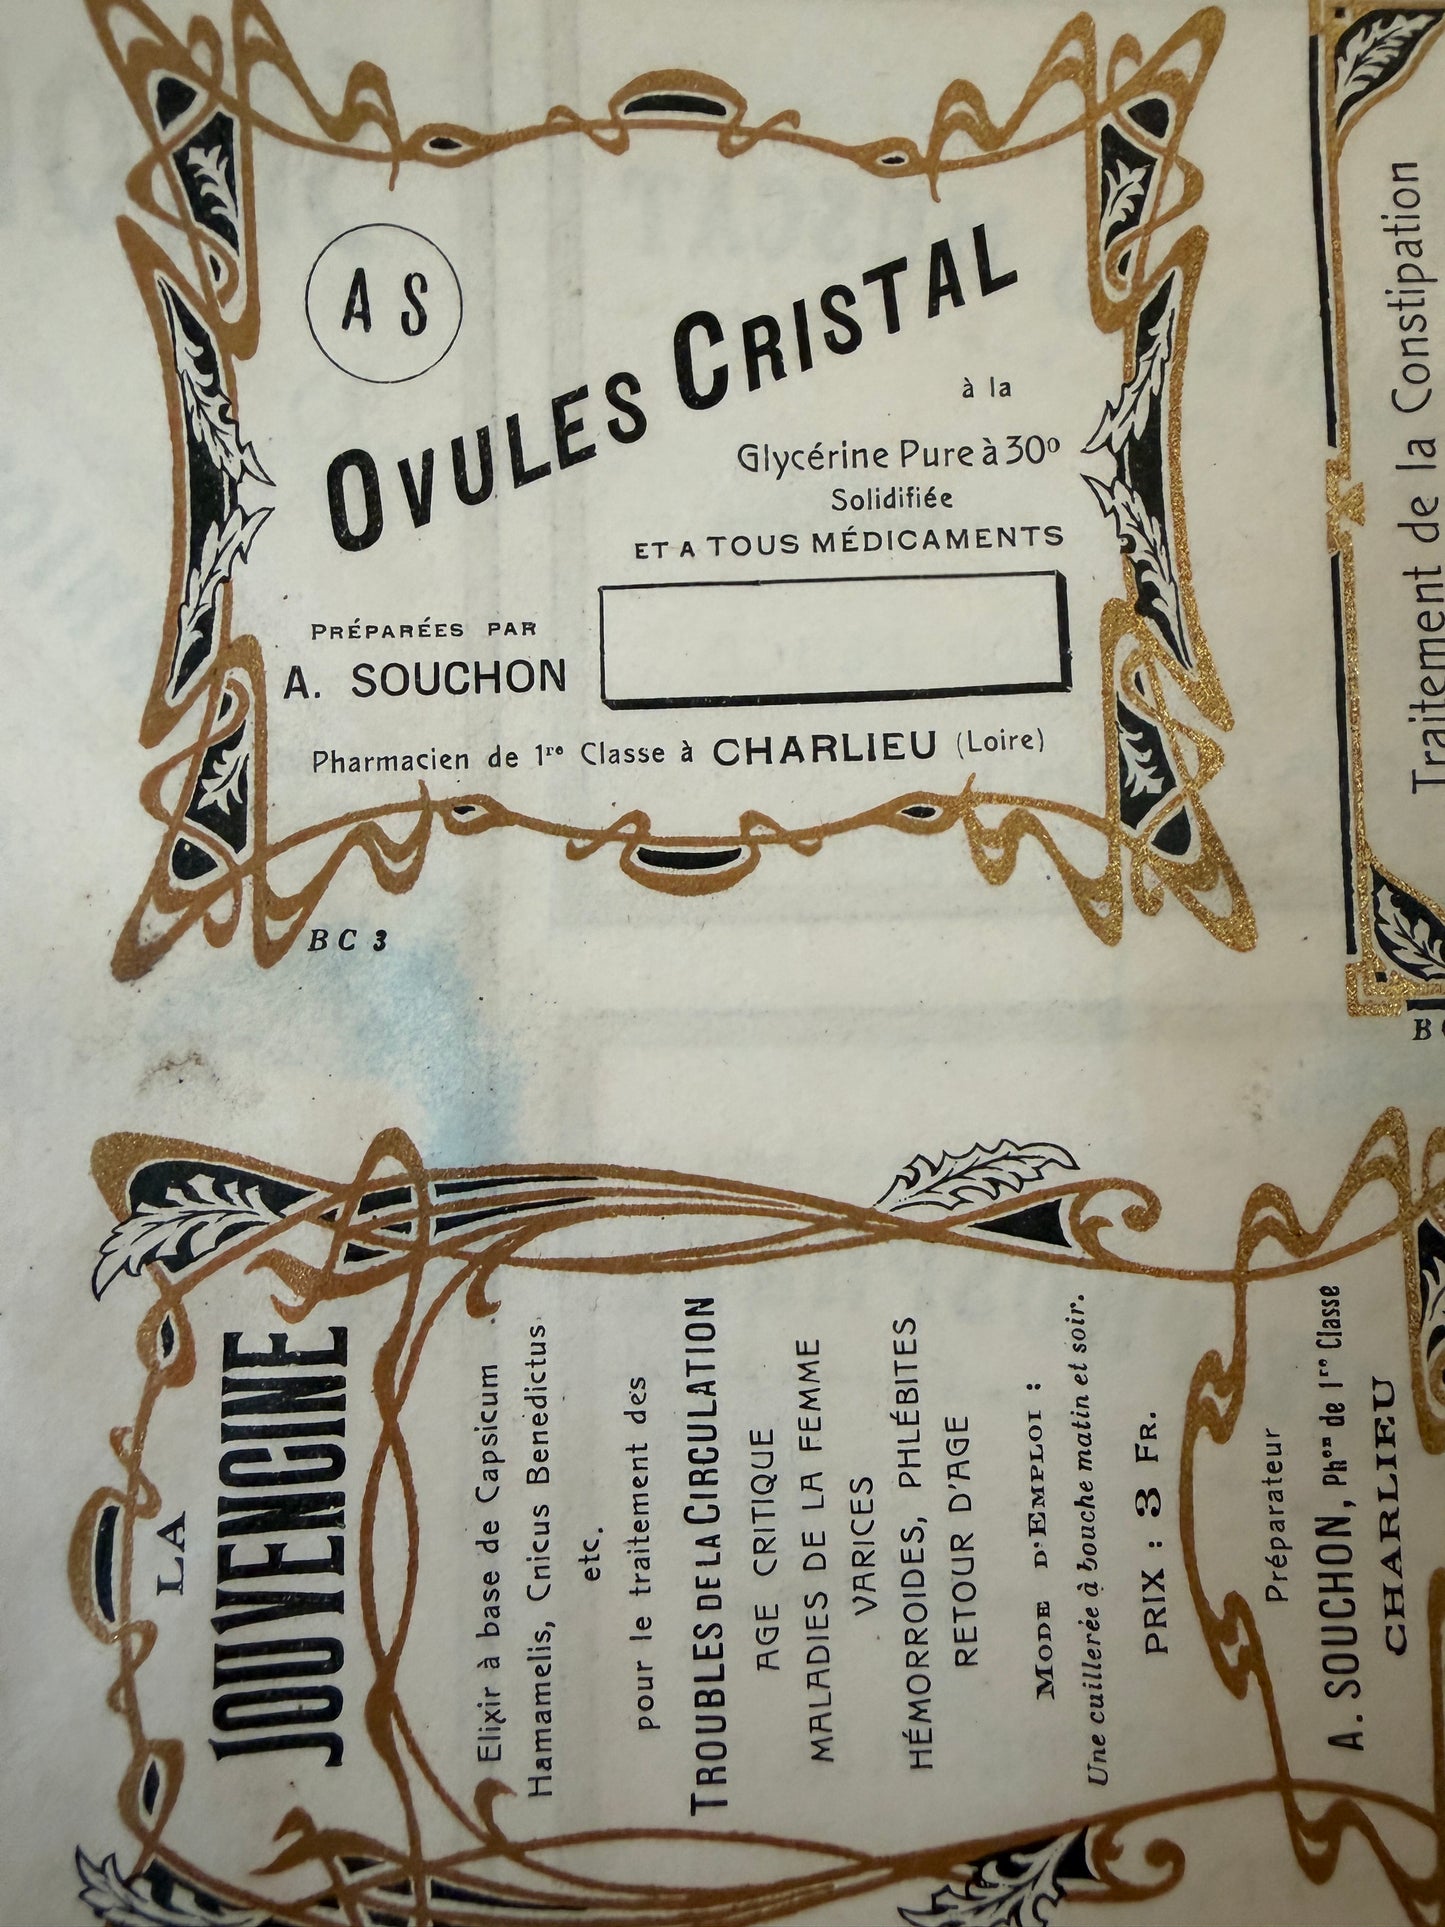 A S
OVULES CRISTAL
à la
Glycérine Pure à 30º
Solidifiée
ET A TOUS MÉDICAMENTS
PRÉPARÉES PAR
A. SOUCHON
Pharmacien de 1re Classe à CHARLIEU (Loire)
BC 3
Traitement de la Constipation
LA
JOUVENCINE
Elixir à base de Capsicum
Hamamelis, Cnicus Benedictus
etc.
pour le traitement des
TROUBLES DE LA CIRCULATION
AGE CRITIQUE
MALADIES DE LA FEMME
VARICES
HÉMORROIDES, PHLÉBITES
RETOUR D'AGE
MODE D'EMPLOI :
Une cuillerée à bouche matin et soir.
PRIX : 3 FR.
Préparateur
A. SOUCHON, Phen de 1re Classe
CHARLIEU